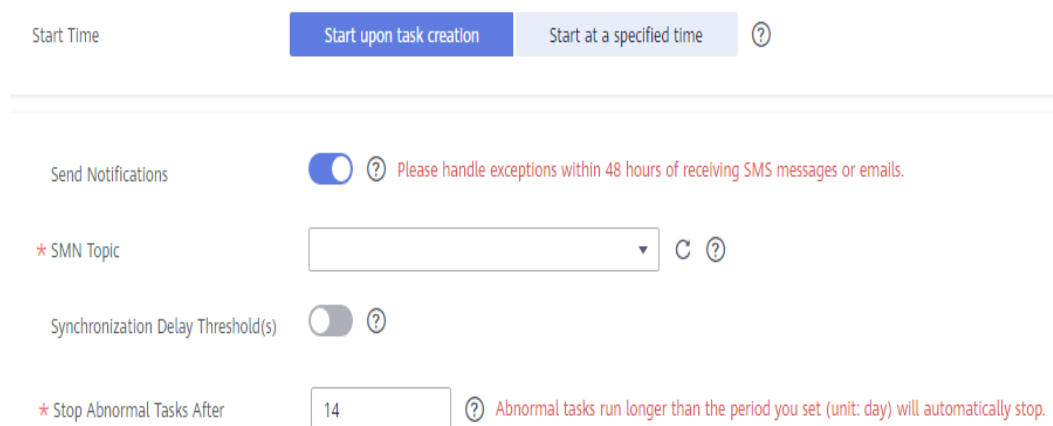 Start Time Start upon task creation Start at a specified time ?
Send Notifications ? Please handle exceptions within 48 hours of receiving SMS messages or emails.
* SMN Topic ?
Synchronization Delay Threshold(s) ?
* Stop Abnormal Tasks After 14 ? Abnormal tasks run longer than the period you set (unit: day) will automatically stop.